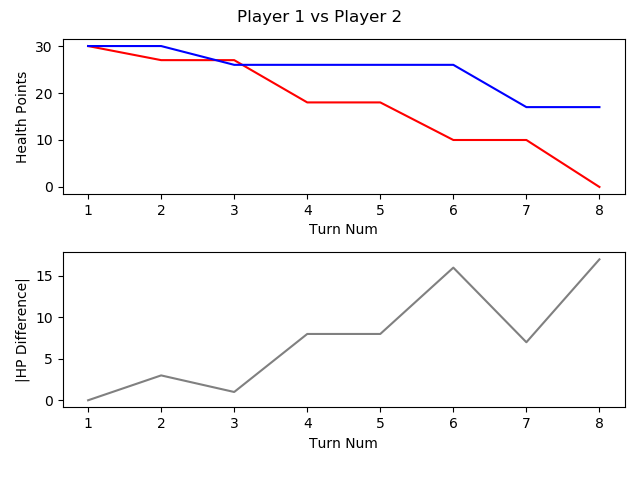 Player 1 vs Player 2
30
20
10
0
Health Points
1 2 3 4 5 6 7 8
Turn Num
15
10
5
0
|HP Difference|
1 2 3 4 5 6 7 8
Turn Num